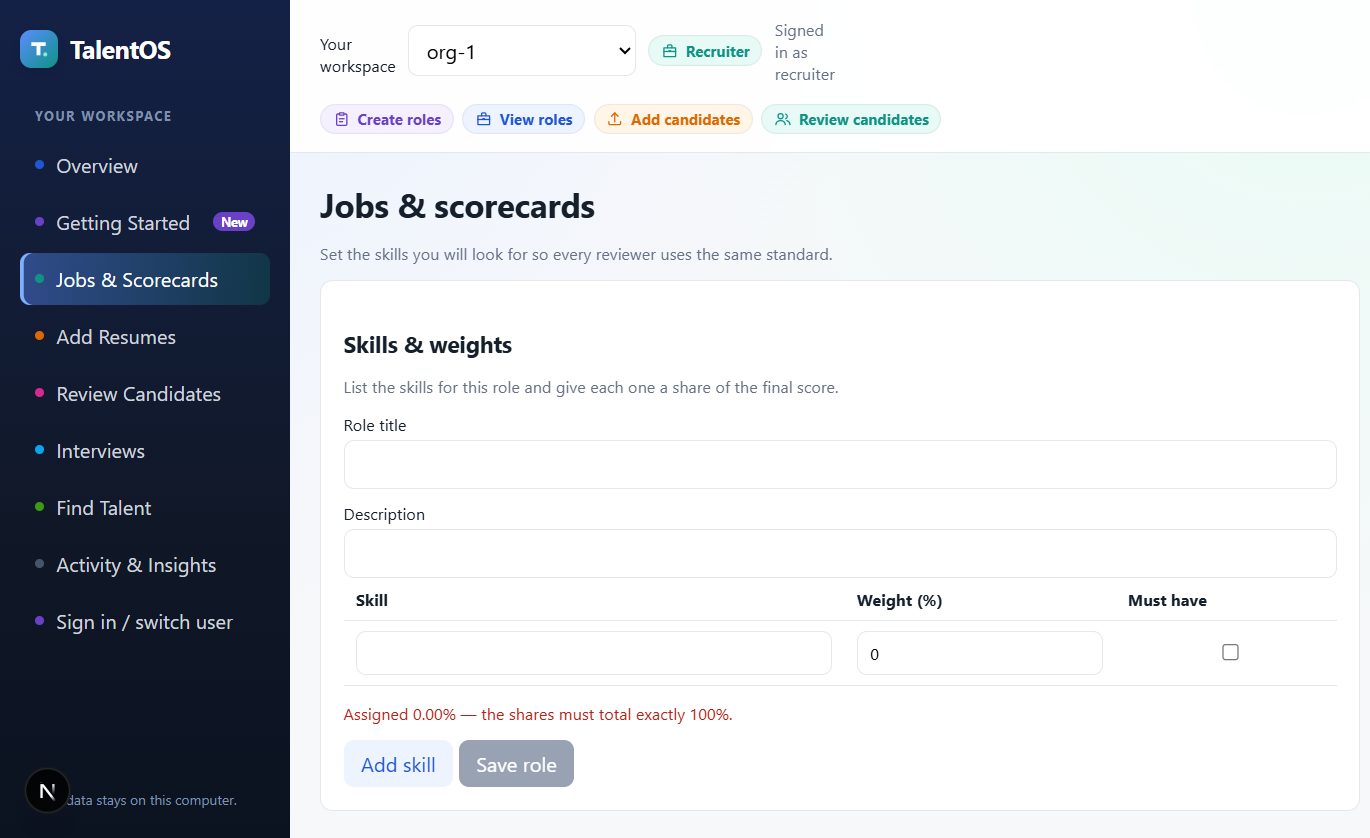 T.
TalentOS
YOUR WORKSPACE
Overview
Getting Started New
Jobs & Scorecards
Add Resumes
Review Candidates
Interviews
Find Talent
Activity & Insights
Sign in / switch user
N
data stays on this computer.
Your
workspace
org-1
Recruiter
Signed
in as
recruiter
Create roles
View roles
Add candidates
Review candidates
Jobs & scorecards
Set the skills you will look for so every reviewer uses the same standard.
Skills & weights
List the skills for this role and give each one a share of the final score.
Role title
Description
Skill Weight (%) Must have
0
Assigned 0.00% — the shares must total exactly 100%.
Add skill Save role